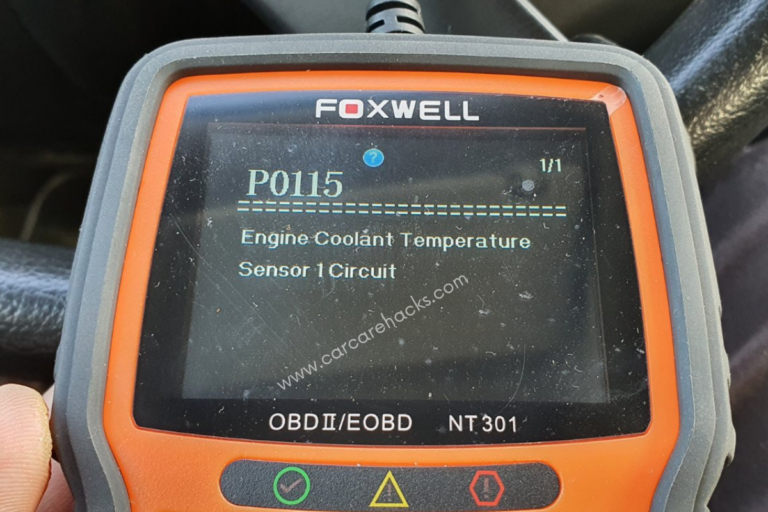 FOXWELL
?
1/1
P0115
==========================
Engine Coolant Temperature
Sensor 1 Circuit
www.carcarehacks.com
OBDII/EOBD NT301